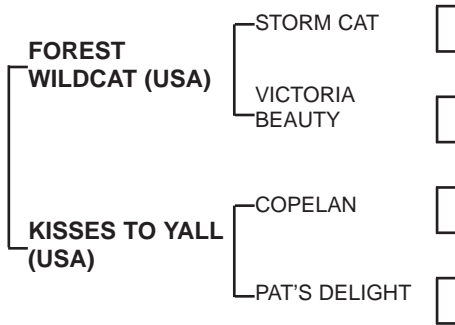 STORM CAT
FOREST
WILDCAT (USA)
VICTORIA
BEAUTY
COPELAN
KISSES TO YALL
(USA)
PAT'S DELIGHT